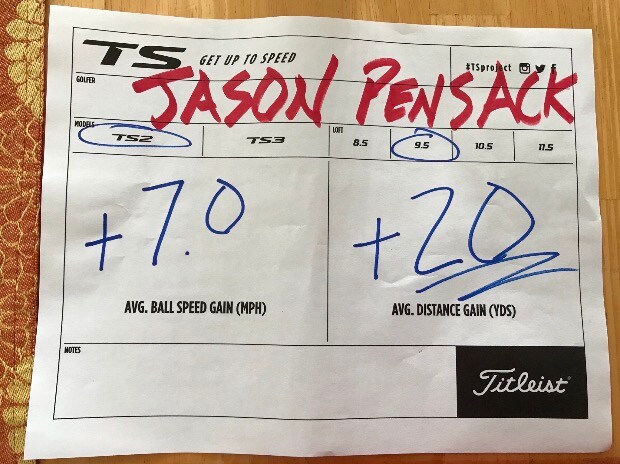 TS GET UP TO SPEED
#TSproject
GOLFER
JASON PENSACK
MODELS
TS2 TS3
LOFT
8.5 9.5 10.5 11.5
+7.0 +20
AVG. BALL SPEED GAIN (MPH) AVG. DISTANCE GAIN (YDS)
NOTES
Titleist